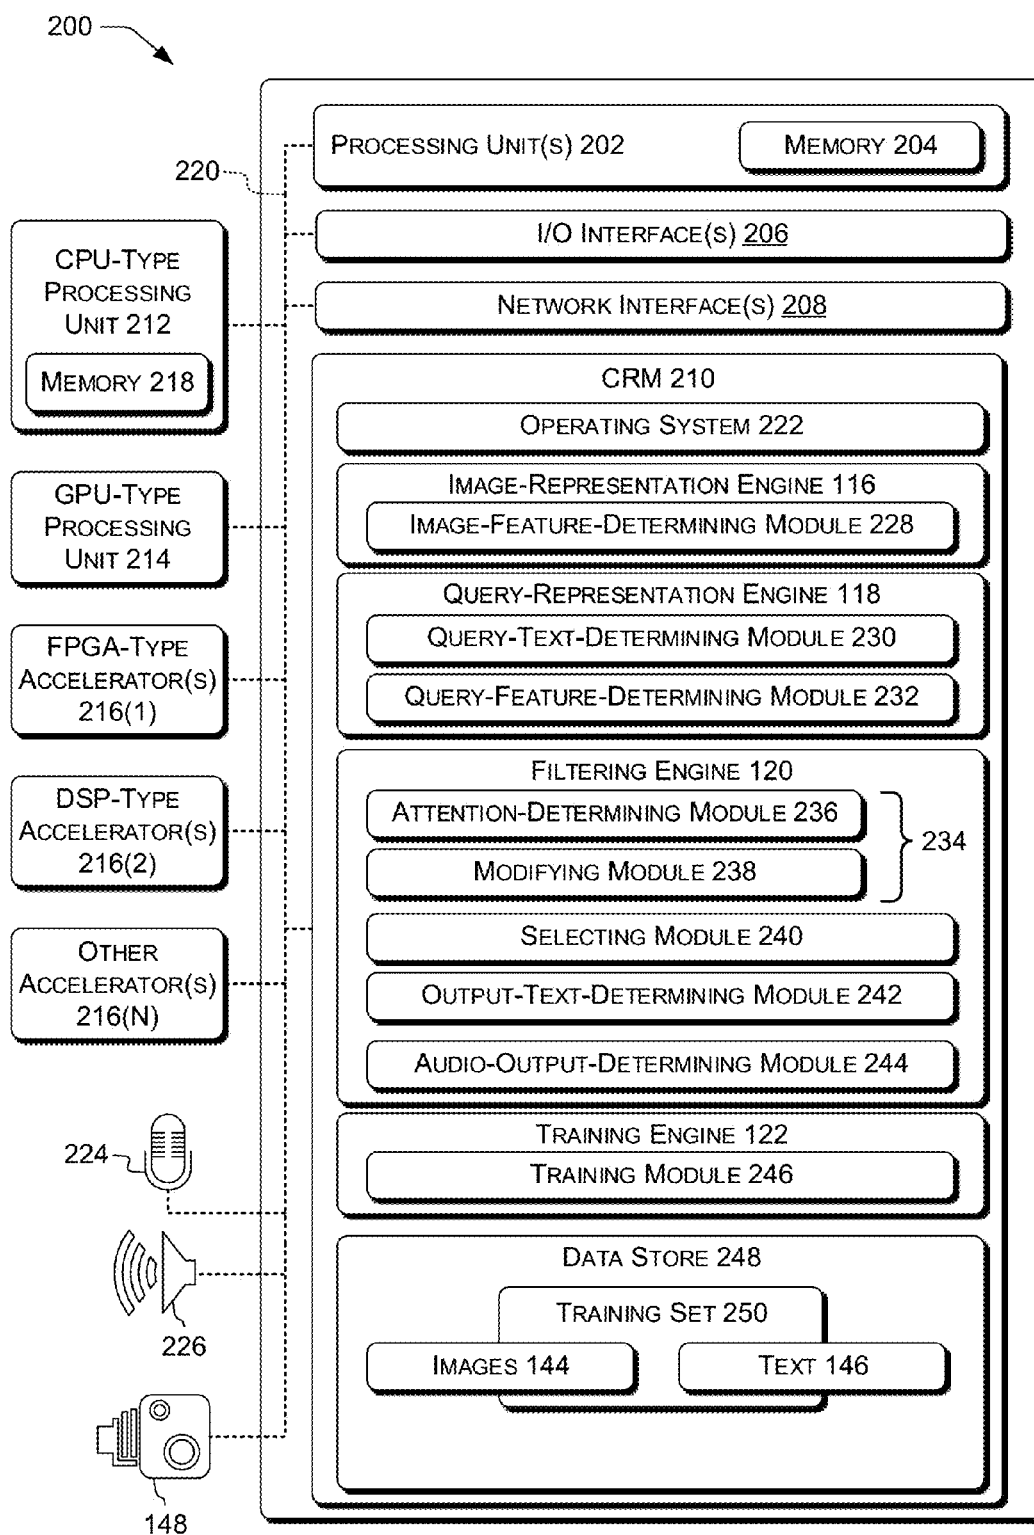 200
PROCESSING UNIT(S) 202
MEMORY 204
220
I/O INTERFACE(S) 206
NETWORK INTERFACE(S) 208
CPU-TYPE
PROCESSING
UNIT 212
MEMORY 218
GPU-TYPE
PROCESSING
UNIT 214
FPGA-TYPE
ACCELERATOR(S)
216(1)
DSP-TYPE
ACCELERATOR(S)
216(2)
OTHER
ACCELERATOR(S)
216(N)
224
226
148
CRM 210
OPERATING SYSTEM 222
IMAGE-REPRESENTATION ENGINE 116
IMAGE-FEATURE-DETERMINING MODULE 228
QUERY-REPRESENTATION ENGINE 118
QUERY-TEXT-DETERMINING MODULE 230
QUERY-FEATURE-DETERMINING MODULE 232
FILTERING ENGINE 120
ATTENTION-DETERMINING MODULE 236
MODIFYING MODULE 238
234
SELECTING MODULE 240
OUTPUT-TEXT-DETERMINING MODULE 242
AUDIO-OUTPUT-DETERMINING MODULE 244
TRAINING ENGINE 122
TRAINING MODULE 246
DATA STORE 248
TRAINING SET 250
IMAGES 144
TEXT 146